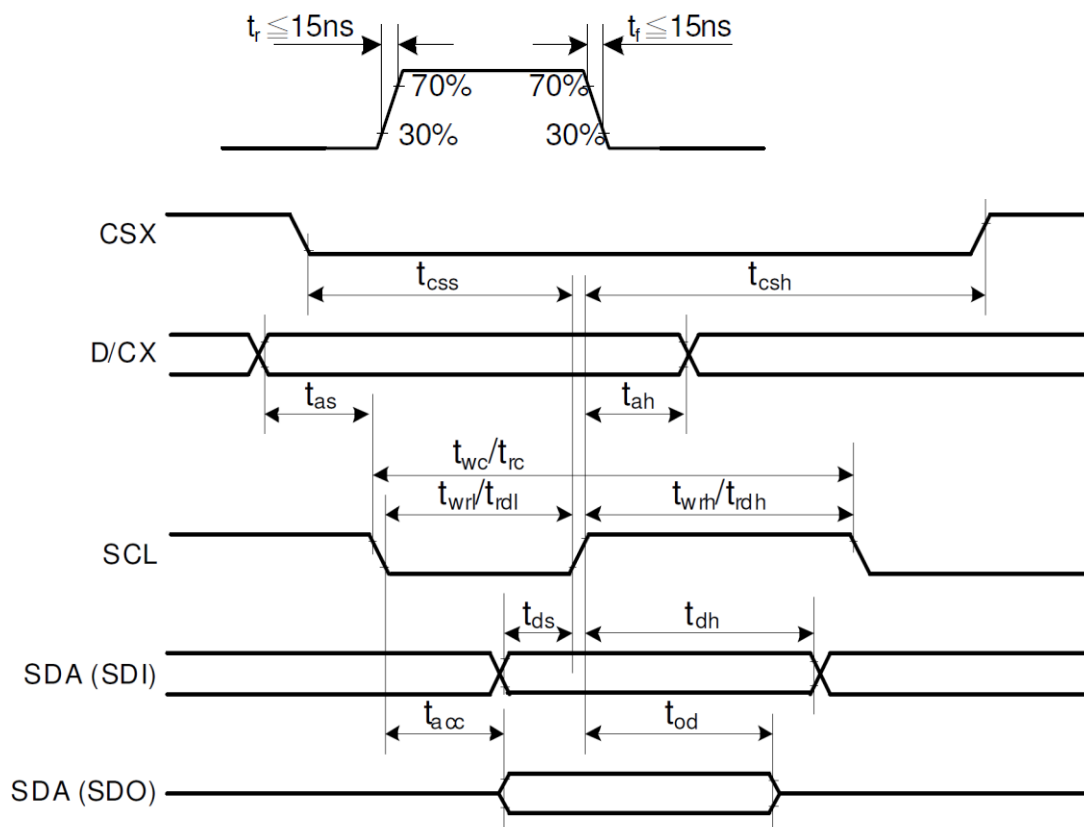 tr ≦15ns
tf ≦15ns
70%
70%
30%
30%
CSX
tcss
tcsh
D/CX
tas
tah
twc/trc
twrl/trdl
twrh/trdh
SCL
tds
tdh
SDA (SDI)
tacc
tod
SDA (SDO)